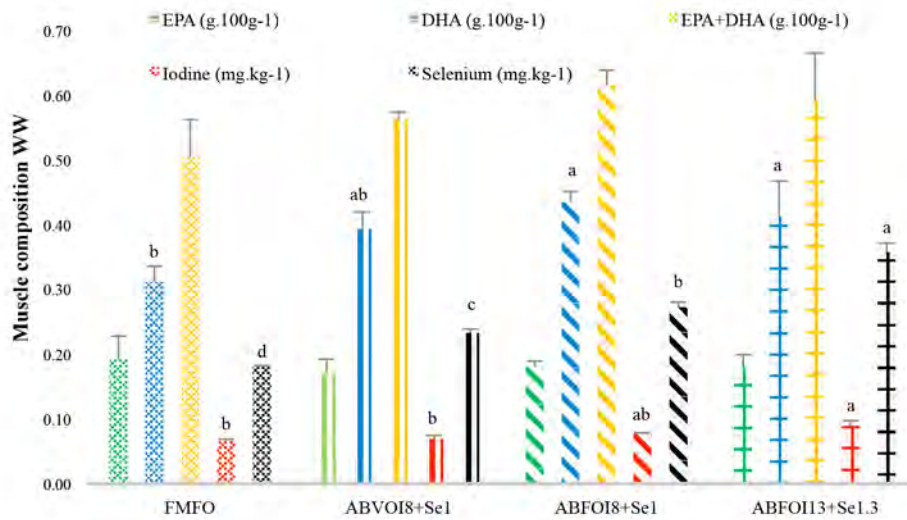 0.70
EPA (g.100g-1) DHA (g.100g-1) EPA+DHA (g.100g-1)
Iodine (mg.kg-1) Selenium (mg.kg-1)
0.60
0.50
0.40
0.30
0.20
0.10
0.00
Muscle composition WW
b b d
ab b c
a ab b
a a a
FMFO ABVOI8+Se1 ABFOI8+Se1 ABFOI13+Se1.3